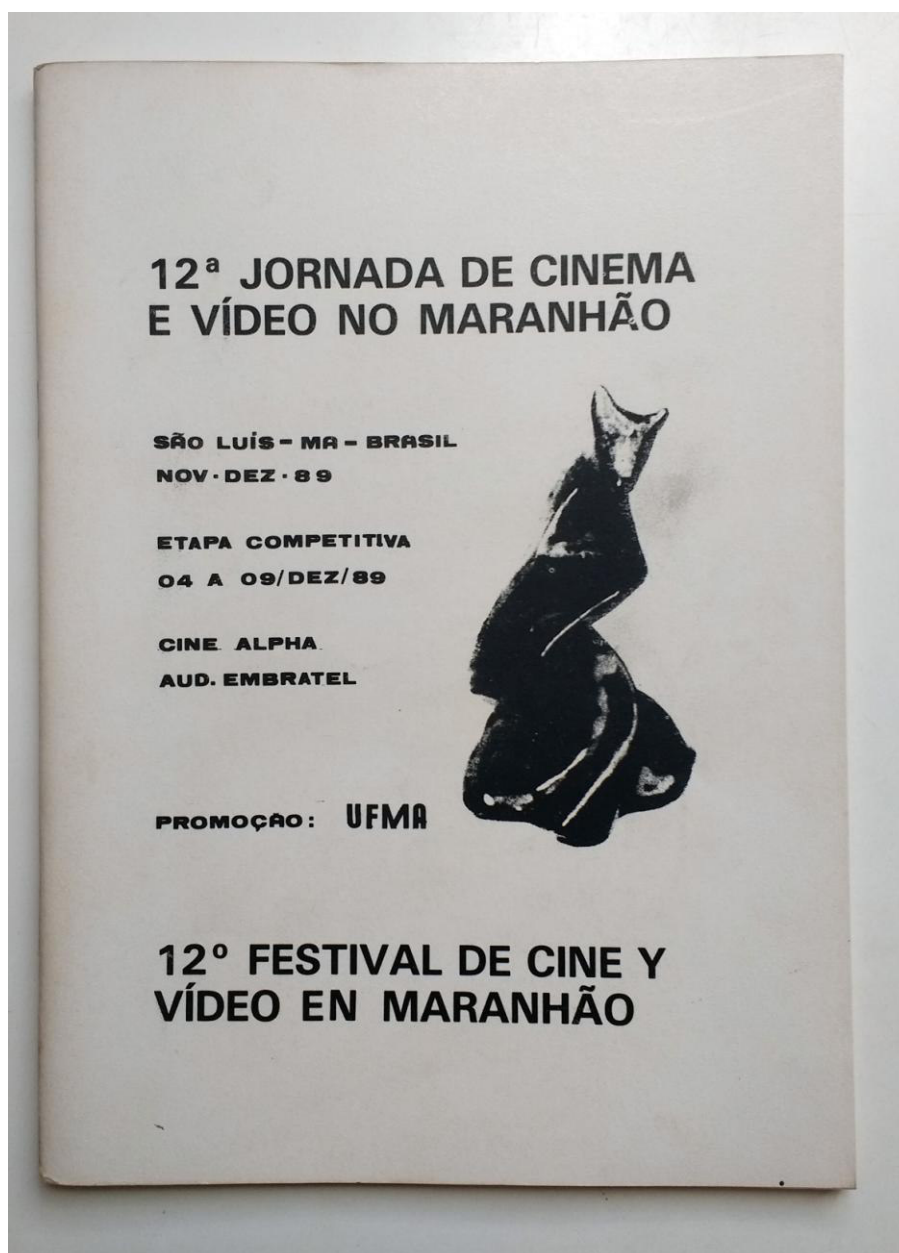 12ª JORNADA DE CINEMA
E VÍDEO NO MARANHÃO
SÃO LUÍS - MA - BRASIL
NOV · DEZ · 89
ETAPA COMPETITIVA
04 A 09/DEZ/89
CINE ALPHA
AUD. EMBRATEL
PROMOÇÃO: UFMA
12º FESTIVAL DE CINE Y
VÍDEO EN MARANHÃO